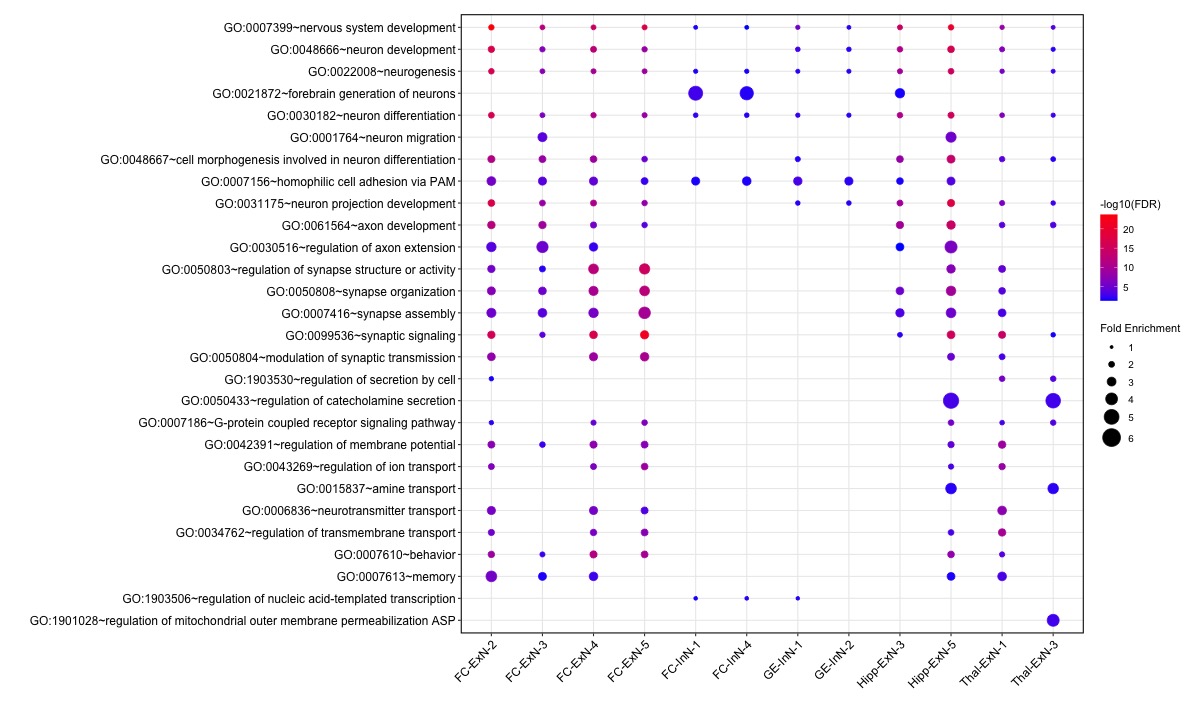 GO:0007399~nervous system development
GO:0048666~neuron development
GO:0022008~neurogenesis
GO:0021872~forebrain generation of neurons
GO:0030182~neuron differentiation
GO:0001764~neuron migration
GO:0048667~cell morphogenesis involved in neuron differentiation
GO:0007156~homophilic cell adhesion via PAM
GO:0031175~neuron projection development
GO:0061564~axon development
GO:0030516~regulation of axon extension
GO:0050803~regulation of synapse structure or activity
GO:0050808~synapse organization
GO:0007416~synapse assembly
GO:0099536~synaptic signaling
GO:0050804~modulation of synaptic transmission
GO:1903530~regulation of secretion by cell
GO:0050433~regulation of catecholamine secretion
GO:0007186~G-protein coupled receptor signaling pathway
GO:0042391~regulation of membrane potential
GO:0043269~regulation of ion transport
GO:0015837~amine transport
GO:0006836~neurotransmitter transport
GO:0034762~regulation of transmembrane transport
GO:0007610~behavior
GO:0007613~memory
GO:1903506~regulation of nucleic acid-templated transcription
GO:1901028~regulation of mitochondrial outer membrane permeabilization ASP
FC-ExN-2
FC-ExN-3
FC-ExN-4
FC-ExN-5
FC-InN-1
FC-InN-4
GE-InN-1
GE-InN-2
Hipp-ExN-3
Hipp-ExN-5
Thal-ExN-1
Thal-ExN-3
-log10(FDR)
20
15
10
5
Fold Enrichment
1
2
3
4
5
6